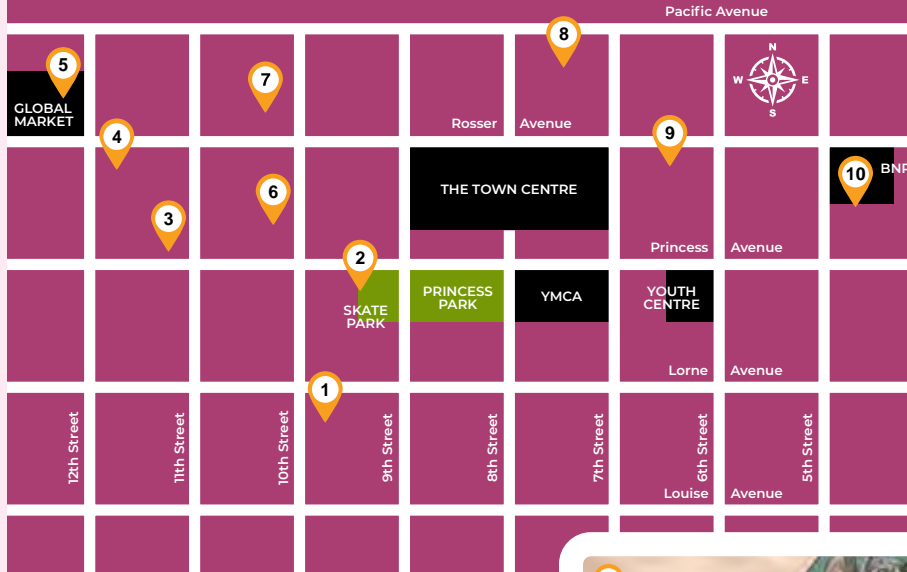 Pacific Avenue
8
N
W E
S
5
7
GLOBAL
MARKET
4
Rosser Avenue
9
THE TOWN CENTRE
10
6
3
Princess Avenue
2
SKATE
PARK
PRINCESS
PARK
YMCA
YOUTH
CENTRE
Lorne Avenue
1
12th Street
11th Street
10th Street
9th Street
8th Street
7th Street
6th Street
5th Street
Louise Avenue